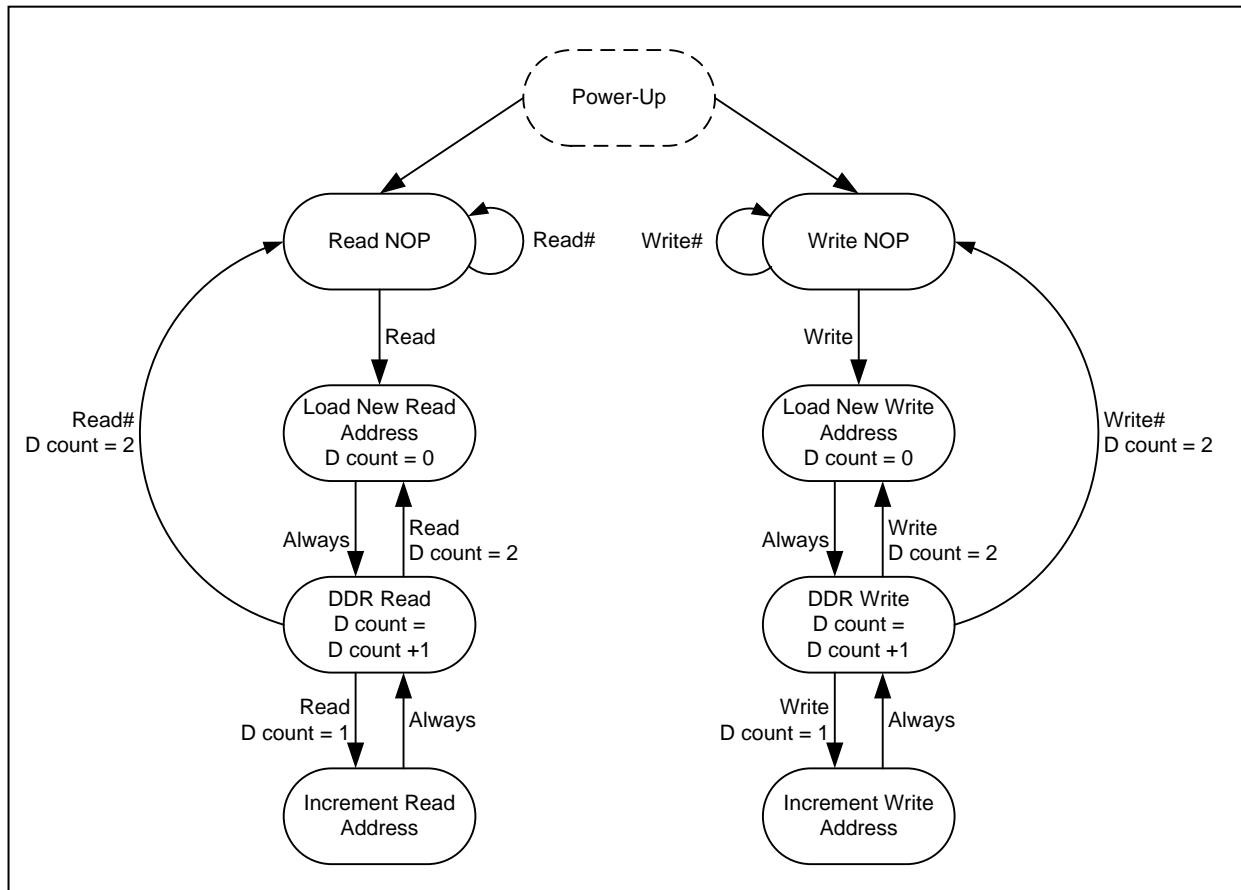 Power-Up
Read NOP
Read#
Write#
Write NOP
Read
Write
Load New Read
Address
D count = 0
Load New Write
Address
D count = 0
Read#
D count = 2
Write#
D count = 2
Always
Read
D count = 2
Always
Write
D count = 2
DDR Read
D count =
D count +1
DDR Write
D count =
D count +1
Read
D count = 1
Always
Write
D count = 1
Always
Increment Read
Address
Increment Write
Address